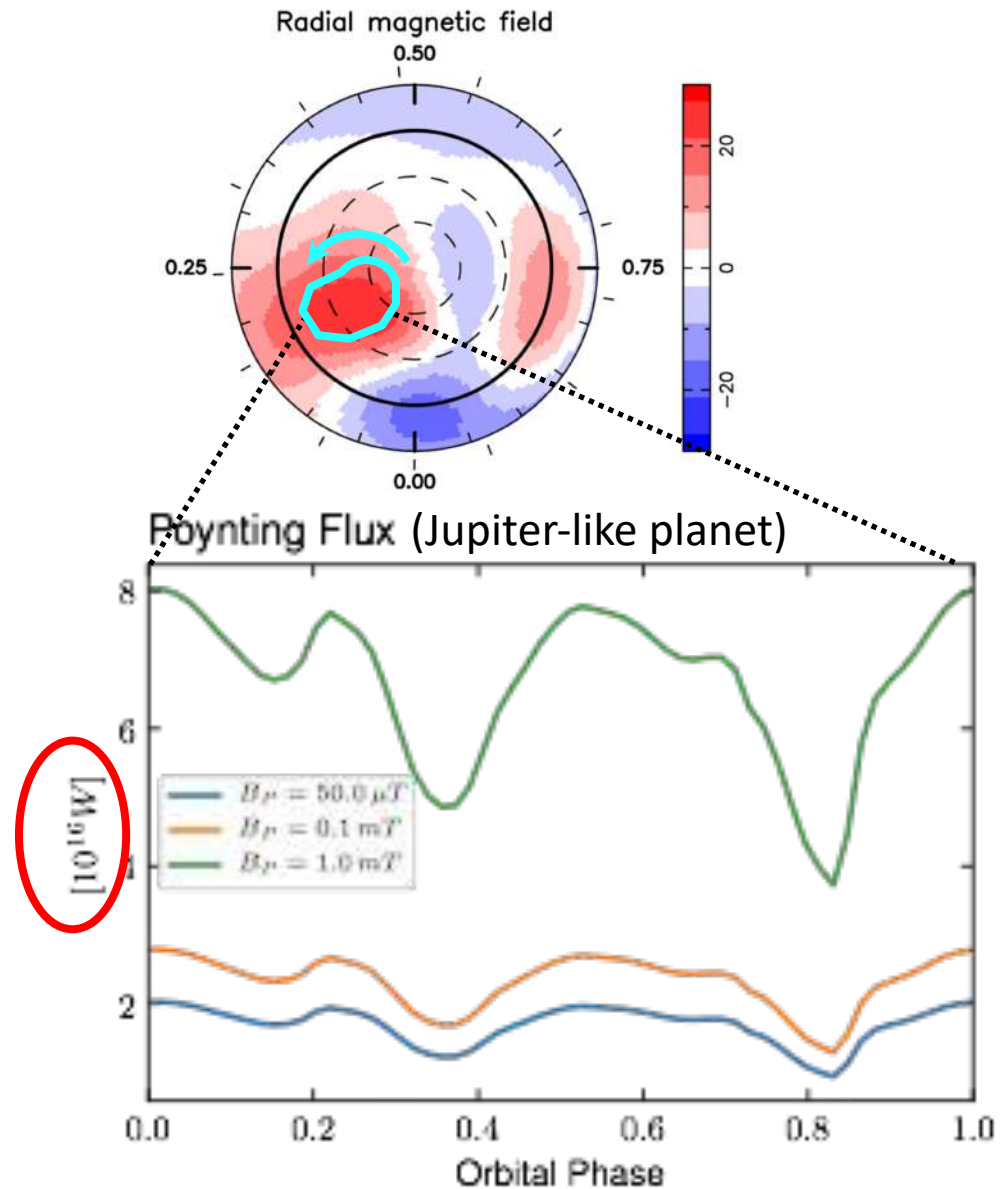 Radial magnetic field
0.50
0.25
0.75
0.00
20
0
-20
Poynting Flux (Jupiter-like planet)
8
6
4
2
[10^16 W]
B_P = 50.0 μT
B_P = 0.1 mT
B_P = 1.0 mT
0.0 0.2 0.4 0.6 0.8 1.0
Orbital Phase